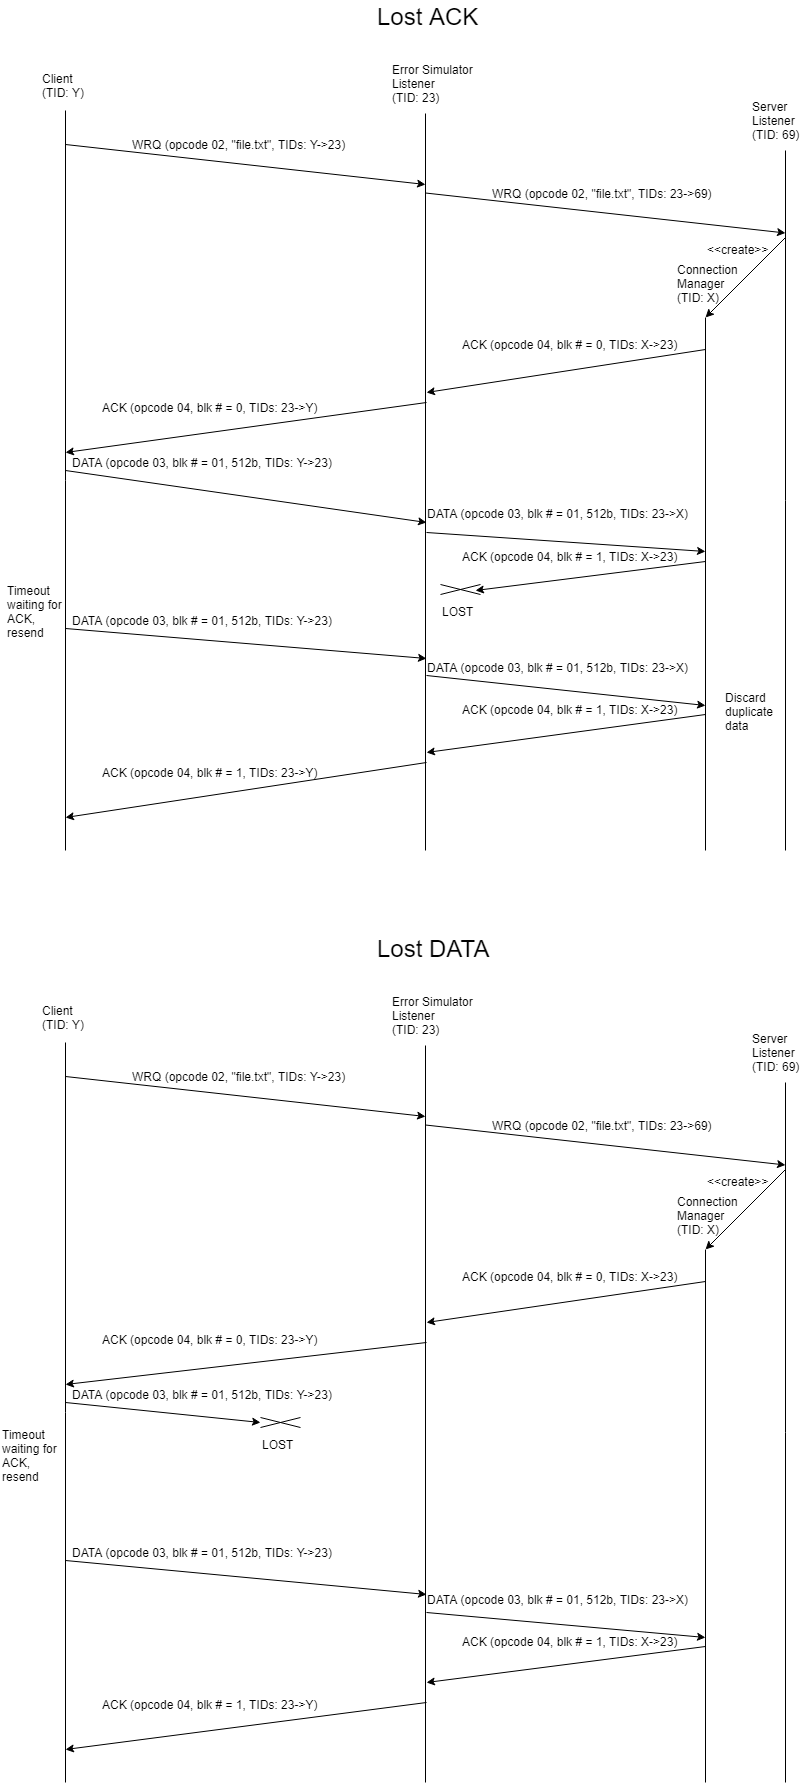 Lost ACK
Client
(TID: Y)
Error Simulator
Listener
(TID: 23)
Server
Listener
(TID: 69)
WRQ (opcode 02, "file.txt", TIDs: Y->23)
WRQ (opcode 02, "file.txt", TIDs: 23->69)
<<create>>
Connection
Manager
(TID: X)
ACK (opcode 04, blk # = 0, TIDs: X->23)
ACK (opcode 04, blk # = 0, TIDs: 23->Y)
DATA (opcode 03, blk # = 01, 512b, TIDs: Y->23)
DATA (opcode 03, blk # = 01, 512b, TIDs: 23->X)
ACK (opcode 04, blk # = 1, TIDs: X->23)
LOST
Timeout
waiting for
ACK,
resend
DATA (opcode 03, blk # = 01, 512b, TIDs: Y->23)
DATA (opcode 03, blk # = 01, 512b, TIDs: 23->X)
ACK (opcode 04, blk # = 1, TIDs: X->23)
Discard
duplicate
data
ACK (opcode 04, blk # = 1, TIDs: 23->Y)
Lost DATA
Client
(TID: Y)
Error Simulator
Listener
(TID: 23)
Server
Listener
(TID: 69)
WRQ (opcode 02, "file.txt", TIDs: Y->23)
WRQ (opcode 02, "file.txt", TIDs: 23->69)
<<create>>
Connection
Manager
(TID: X)
ACK (opcode 04, blk # = 0, TIDs: X->23)
ACK (opcode 04, blk # = 0, TIDs: 23->Y)
DATA (opcode 03, blk # = 01, 512b, TIDs: Y->23)
LOST
Timeout
waiting for
ACK,
resend
DATA (opcode 03, blk # = 01, 512b, TIDs: Y->23)
DATA (opcode 03, blk # = 01, 512b, TIDs: 23->X)
ACK (opcode 04, blk # = 1, TIDs: X->23)
ACK (opcode 04, blk # = 1, TIDs: 23->Y)